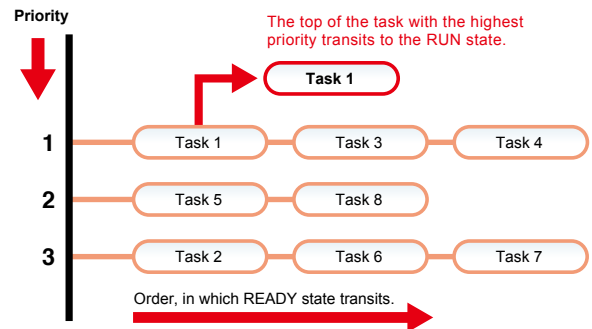 Priority
The top of the task with the highest
priority transits to the RUN state.
Task 1
1 Task 1 Task 3 Task 4
2 Task 5 Task 8
3 Task 2 Task 6 Task 7
Order, in which READY state transits.